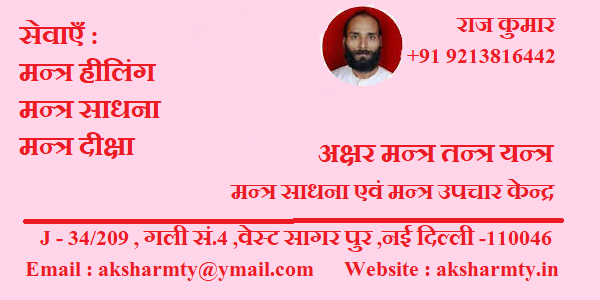 सेवाएँ :
मन्त्र हीलिंग
मन्त्र साधना
मन्त्र दीक्षा
राज कुमार
+91 9213816442
अक्षर मन्त्र तन्त्र यन्त्र
मन्त्र साधना एवं मन्त्र उपचार केन्द्र
J - 34/209 , गली सं.4 ,वेस्ट सागर पुर ,नई दिल्ली -110046
Email : aksharmty@ymail.com Website : aksharmty.in